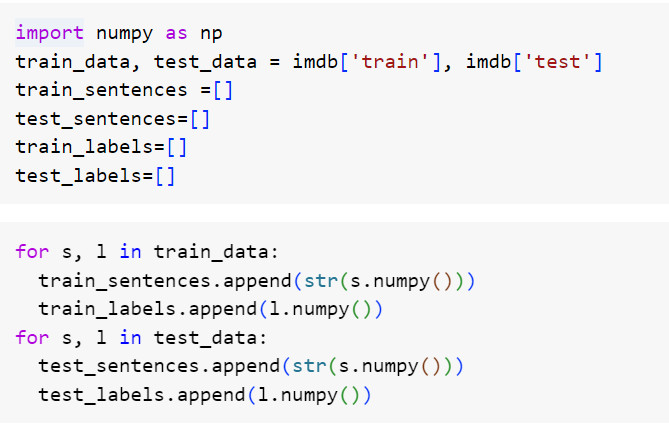 import numpy as np
train_data, test_data = imdb['train'], imdb['test']
train_sentences =[]
test_sentences=[]
train_labels=[]
test_labels=[]
for s, l in train_data:
  train_sentences.append(str(s.numpy()))
  train_labels.append(l.numpy())
for s, l in test_data:
  test_sentences.append(str(s.numpy()))
  test_labels.append(l.numpy())